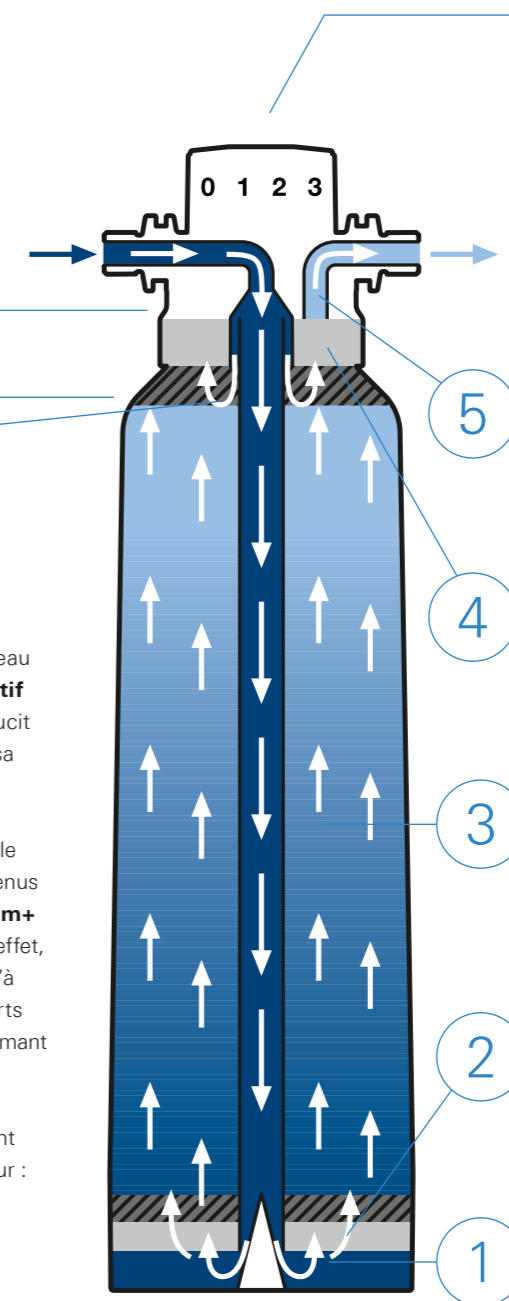 0 1 2 3
5
4
eau
tif
ucit
sa
3
le
enus
m+
effet,
'à
rts
mant
2
nt
ur :
1